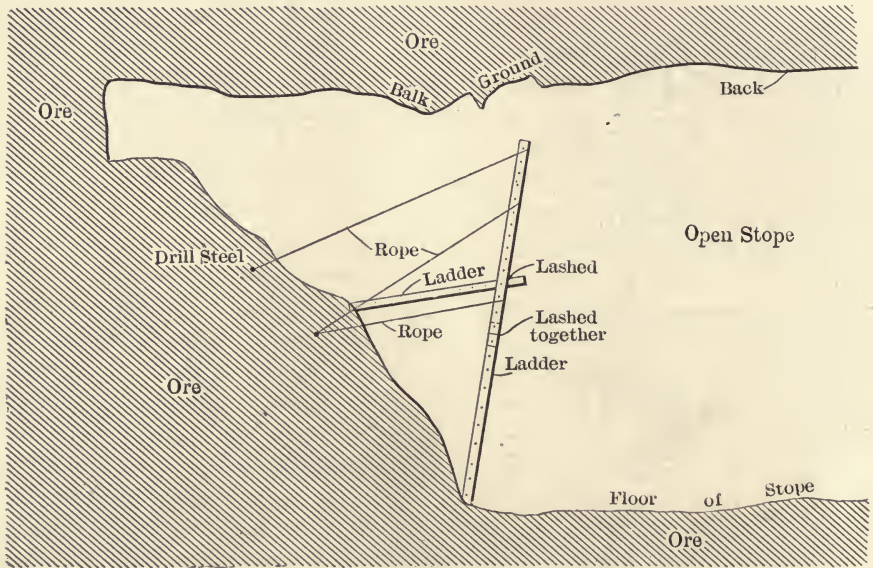 Ore
Ore
Balk Ground
Back
Open Stope
Drill Steel
Rope
Ladder
Lashed
Rope
Lashed
together
Ladder
Ore
Floor of Stope
Ore